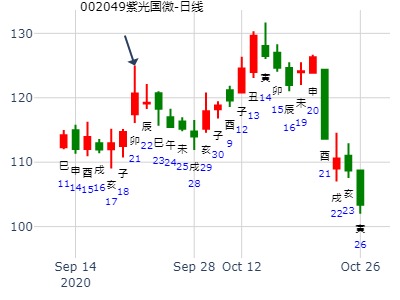 002049紫光国微-日线
130
120
110
100
巳 午 酉 戌 亥 子 卯 辰 巳 午 未 戌 亥 子 酉 子 丑 寅 卯 辰 未 申 酉 戌 亥 寅
11 14 15 16 17 18 21 22 23 24 25 28 29 30 9 12 13 14 15 16 19 20 21 22 23 26
Sep 14 Sep 28 Oct 12 Oct 26
2020